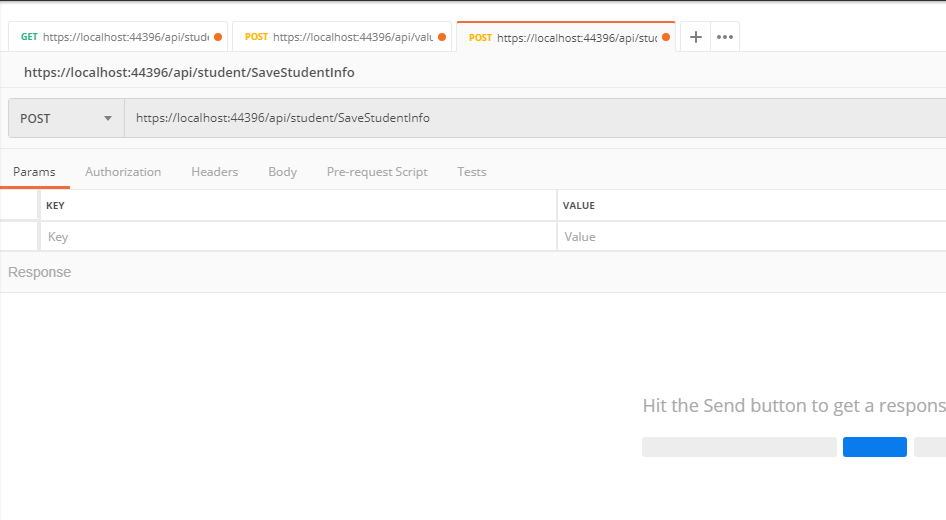 GET https://localhost:44396/api/stude POST https://localhost:44396/api/valu POST https://localhost:44396/api/stud + •••
https://localhost:44396/api/student/SaveStudentInfo
POST https://localhost:44396/api/student/SaveStudentInfo
Params Authorization Headers Body Pre-request Script Tests
KEY VALUE
Key Value
Response
Hit the Send button to get a respons